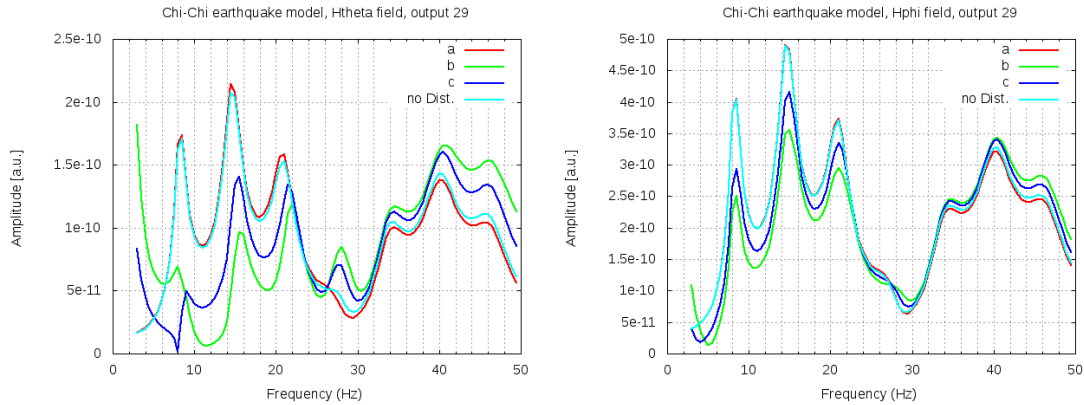 Chi-Chi earthquake model, Htheta field, output 29
2.5e-10
2e-10
1.5e-10
1e-10
5e-11
0
Amplitude [a.u.]
a
b
c
no Dist.
0 10 20 30 40 50
Frequency (Hz)
Chi-Chi earthquake model, Hphi field, output 29
5e-10
4.5e-10
4e-10
3.5e-10
3e-10
2.5e-10
2e-10
1.5e-10
1e-10
5e-11
0
Amplitude [a.u.]
a
b
c
no Dist.
0 10 20 30 40 50
Frequency (Hz)